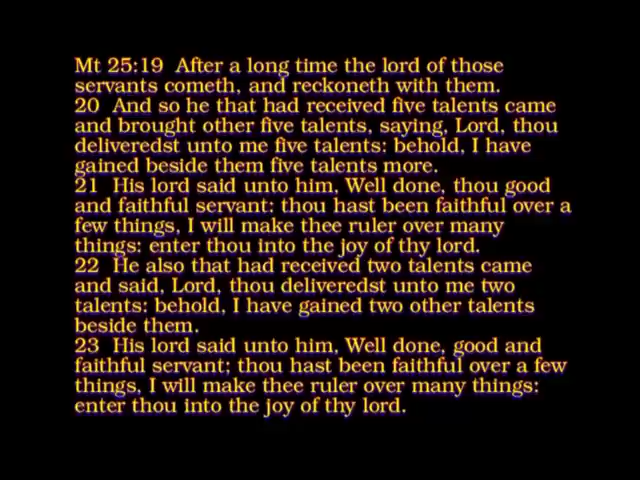 Mt 25:19  After a long time the lord of those
servants cometh, and reckoneth with them.
20  And so he that had received five talents came
and brought other five talents, saying, Lord, thou
deliveredst unto me five talents: behold, I have
gained beside them five talents more.
21  His lord said unto him, Well done, thou good
and faithful servant: thou hast been faithful over a
few things, I will make thee ruler over many
things: enter thou into the joy of thy lord.
22  He also that had received two talents came
and said, Lord, thou deliveredst unto me two
talents: behold, I have gained two other talents
beside them.
23  His lord said unto him, Well done, good and
faithful servant; thou hast been faithful over a few
things, I will make thee ruler over many things:
enter thou into the joy of thy lord.